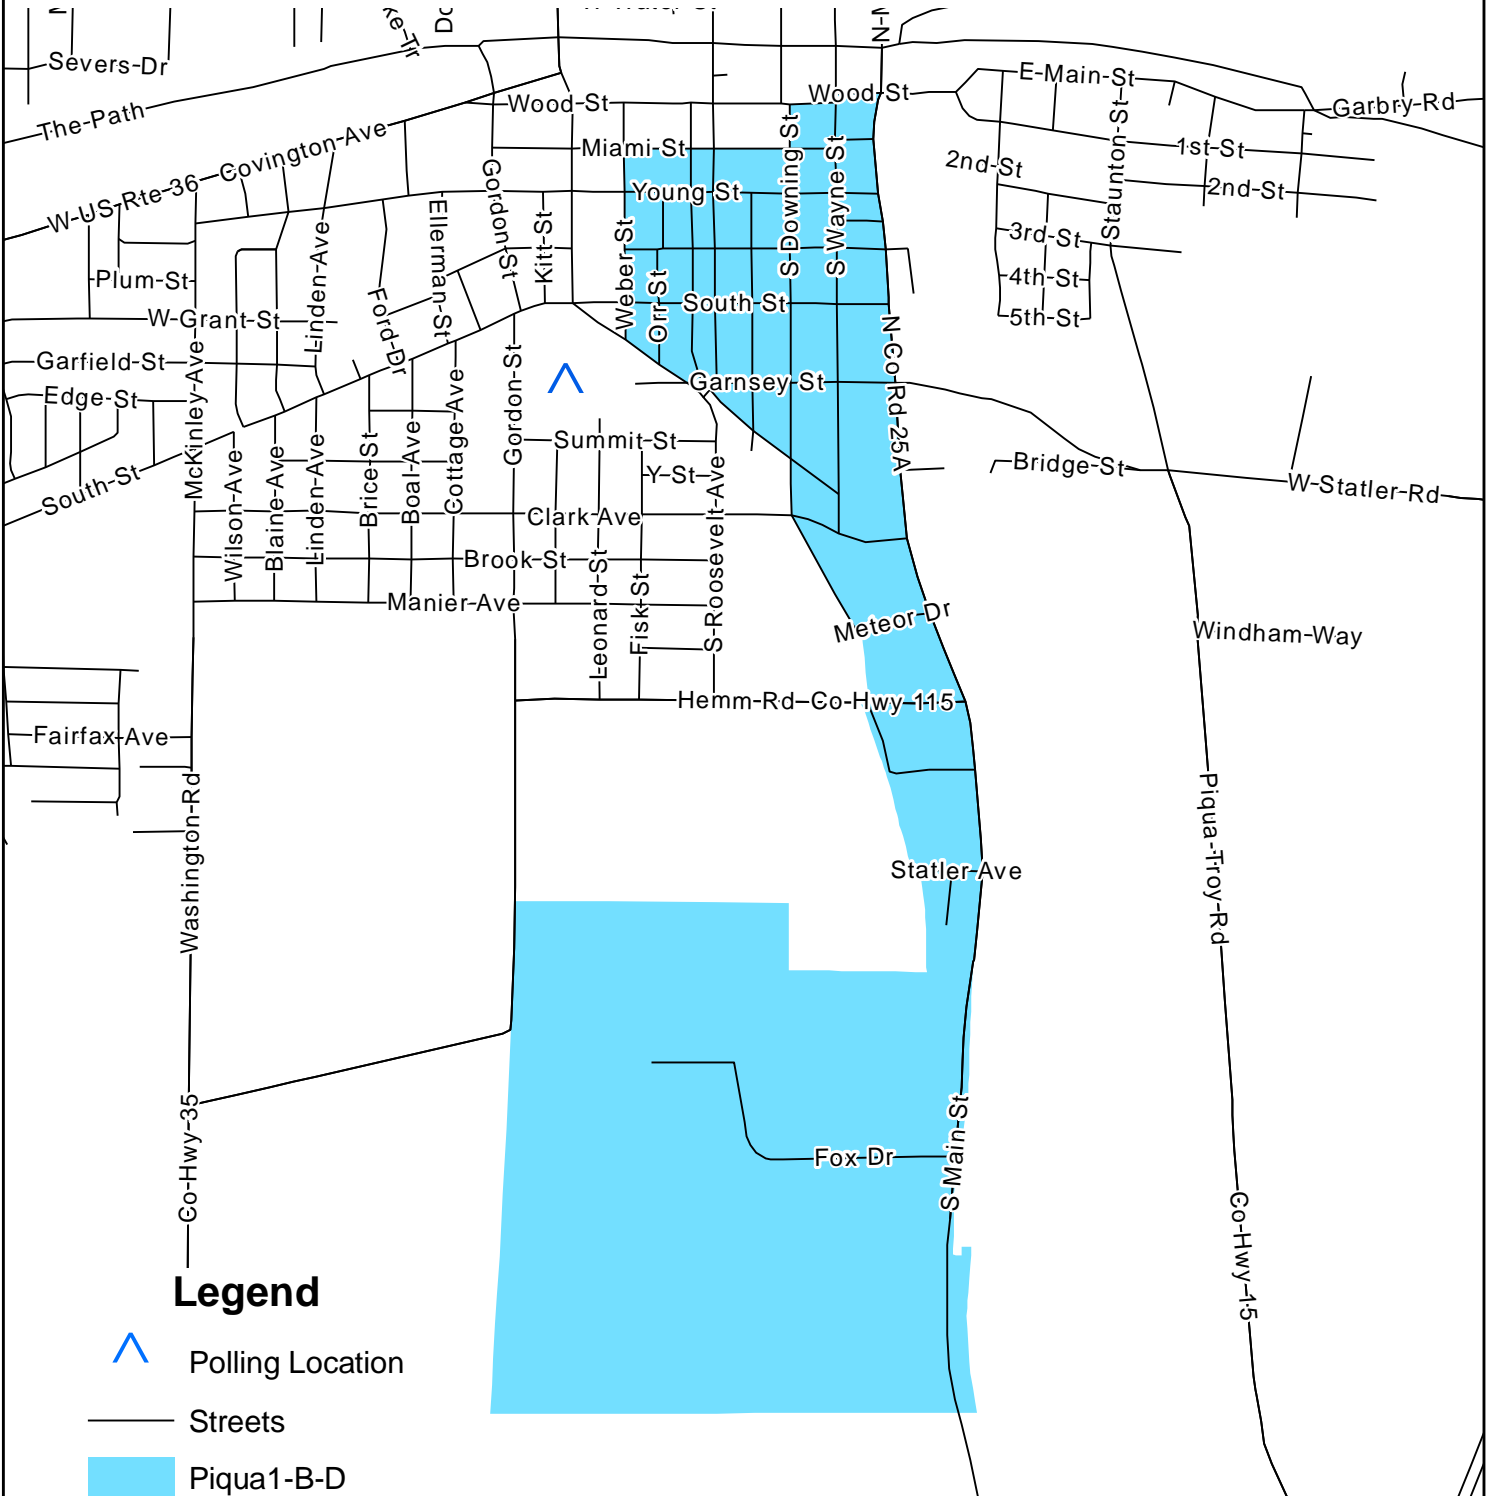 Severs-Dr
The-Path
Wood-St
Wood-St
E-Main-St
Garbry-Rd
Covington-Ave
Miami-St
1st-St
2nd-St
2nd-St
W-US-Rte-36
Young St
Staunton-St
Gordon-St
Ellerman-St
Kitt-St
Weber-St
Orr-St
S-Downing-St
S-Wayne-St
3rd-St
4th-St
5th-St
Plum-St
Linden-Ave
Ford-Dr
W-Grant-St
South St
N-Co-Rd-25A
Garfield-St
McKinley-Ave
Edge-St
Garnsey St
Gordon-St
Cottage-Ave
Summit-St
Y-St
Bridge-St
W-Statler-Rd
South-St
Wilson-Ave
Blaine-Ave
Linden-Ave
Brice-St
Boal-Ave
Clark Ave
S-Roosevelt-Ave
Brook-St
Manier-Ave
Leonard-St
Fisk-St
Meteor-Dr
Windham-Way
Hemm-Rd-Co-Hwy-115
Fairfax-Ave
Washington-Rd
Piqua-Troy-Rd
Statler-Ave
Co-Hwy-35
S-Main-St
Fox-Dr
Co-Hwy-15
Legend
Polling Location
Streets
Piqua1-B-D